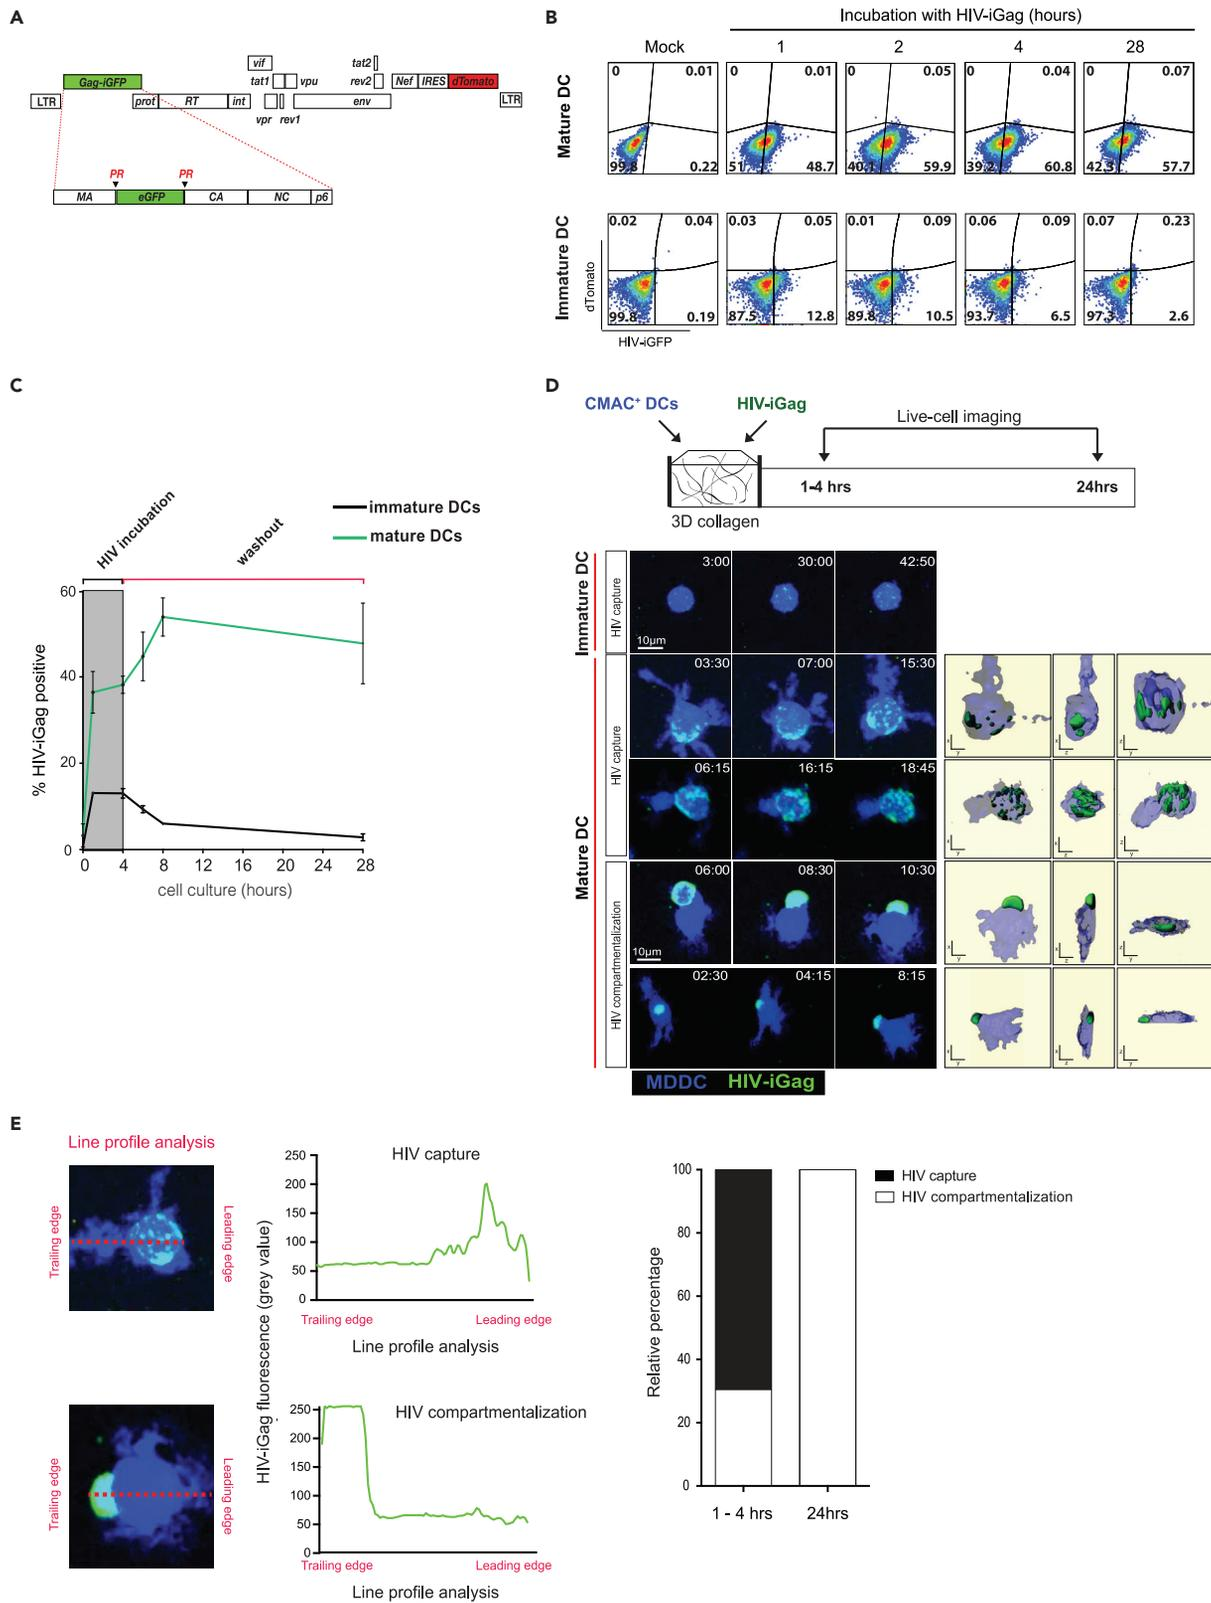 A
Gag-iGFP
vif
tat1
vpu
tat2
rev2
Nef
IRES
dTomato
LTR
prot
RT
int
vpr
rev1
env
LTR
PR
PR
MA
eGFP
CA
NC
p6
B
Incubation with HIV-iGag (hours)
Mock
1
2
4
28
Mature DC
0 0.01
99.8 0.22
0 0.01
51 48.7
0 0.05
40.1 59.9
0 0.04
39.2 60.8
0 0.07
42.3 57.7
Immature DC
0.02 0.04
99.8 0.19
0.03 0.05
87.5 12.8
0.01 0.09
89.8 10.5
0.06 0.09
93.7 6.5
0.07 0.23
97.3 2.6
dTomato
HIV-iGFP
C
HIV incubation
washout
immature DCs
mature DCs
% HIV-iGag positive
60
40
20
0
0 4 8 12 16 20 24 28
cell culture (hours)
D
CMAC+ DCs
HIV-iGag
Live-cell imaging
1-4 hrs
24hrs
3D collagen
Immature DC
HIV capture
3:00
30:00
42:50
10µm
Mature DC
HIV capture
03:30
07:00
15:30
06:15
16:15
18:45
HIV compartmentalization
06:00
08:30
10:30
10µm
02:30
04:15
8:15
MDDC HIV-iGag
E
Line profile analysis
Trailing edge
Leading edge
HIV-iGag fluorescence (grey value)
HIV capture
250
200
150
100
50
0
Trailing edge
Leading edge
Line profile analysis
Trailing edge
Leading edge
HIV compartmentalization
250
200
150
100
50
0
Trailing edge
Leading edge
Line profile analysis
Relative percentage
100
80
60
40
20
0
1 - 4 hrs
24hrs
HIV capture
HIV compartmentalization